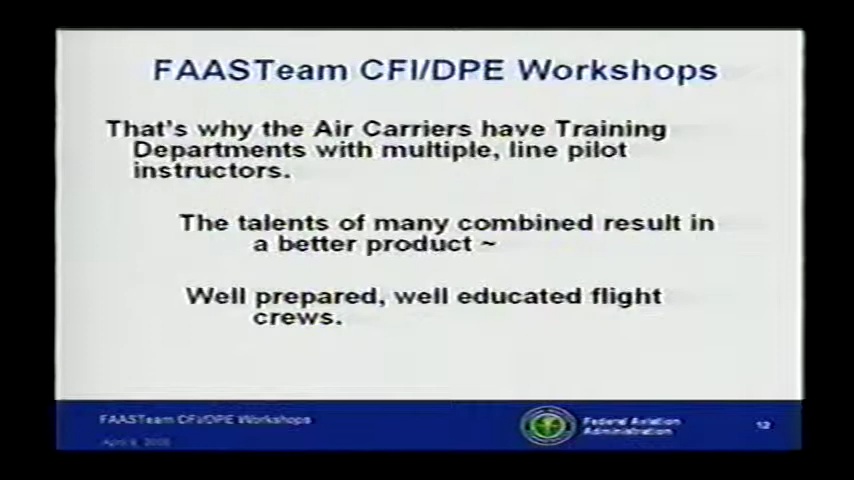 FAASTeam CFI/DPE Workshops
That's why the Air Carriers have Training
Departments with multiple, line pilot
instructors.
The talents of many combined result in
a better product ~
Well prepared, well educated flight
crews.
FAASTeam CFI/DPE Workshops
Federal Aviation
Administration
12